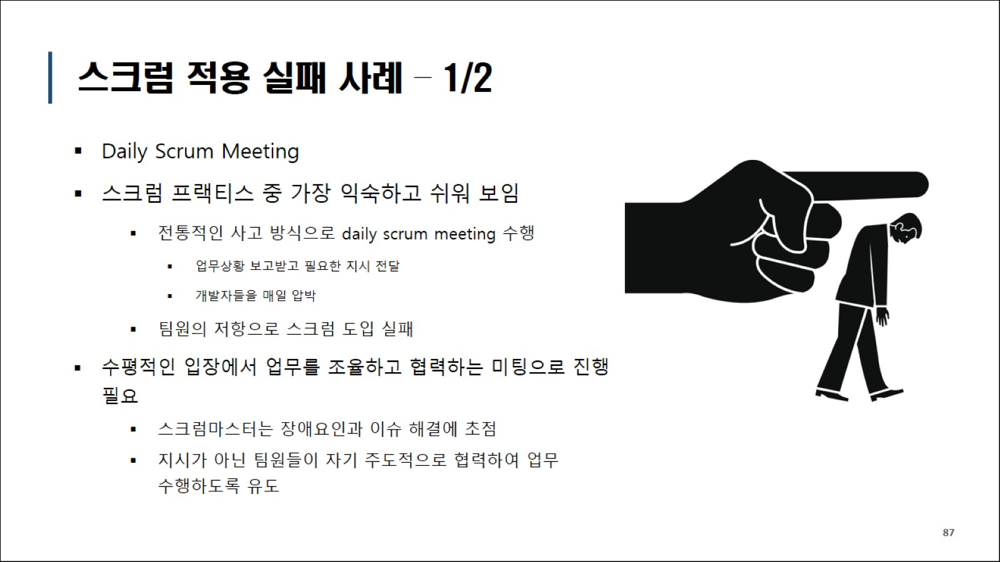 스크럼 적용 실패 사례 – 1/2
▪ Daily Scrum Meeting
▪ 스크럼 프랙티스 중 가장 익숙하고 쉬워 보임
▪ 전통적인 사고 방식으로 daily scrum meeting 수행
▪ 업무상황 보고받고 필요한 지시 전달
▪ 개발자들을 매일 압박
▪ 팀원의 저항으로 스크럼 도입 실패
▪ 수평적인 입장에서 업무를 조율하고 협력하는 미팅으로 진행
필요
▪ 스크럼마스터는 장애요인과 이슈 해결에 초점
▪ 지시가 아닌 팀원들이 자기 주도적으로 협력하여 업무
수행하도록 유도
87